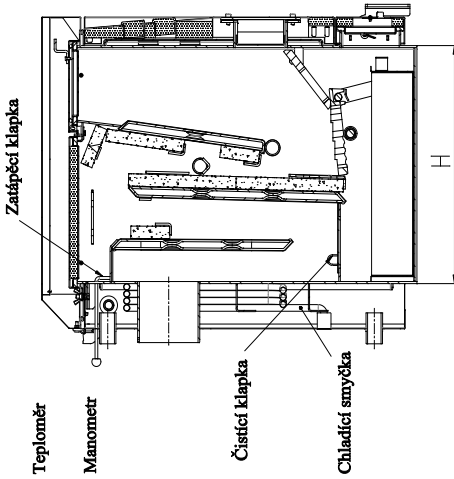 Zatápěcí klapka
Teploměr
Manometr
Čisticí klapka
Chladící smyčka
H